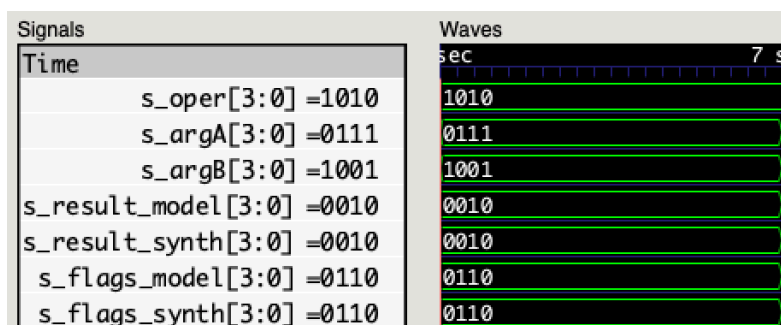 Signals Waves
Time sec 7 s
s_oper[3:0] =1010 1010
s_argA[3:0] =0111 0111
s_argB[3:0] =1001 1001
s_result_model[3:0] =0010 0010
s_result_synth[3:0] =0010 0010
s_flags_model[3:0] =0110 0110
s_flags_synth[3:0] =0110 0110